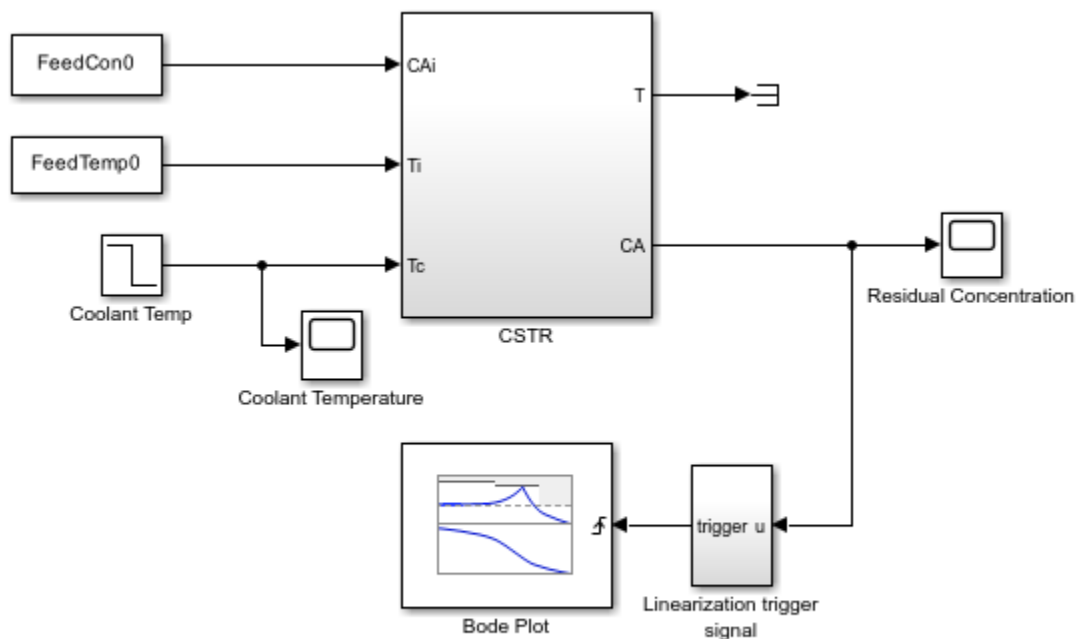 FeedCon0
CAi
T
FeedTemp0
Ti
CA
Tc
Coolant Temp
Residual Concentration
CSTR
Coolant Temperature
trigger u
Bode Plot
Linearization trigger
signal